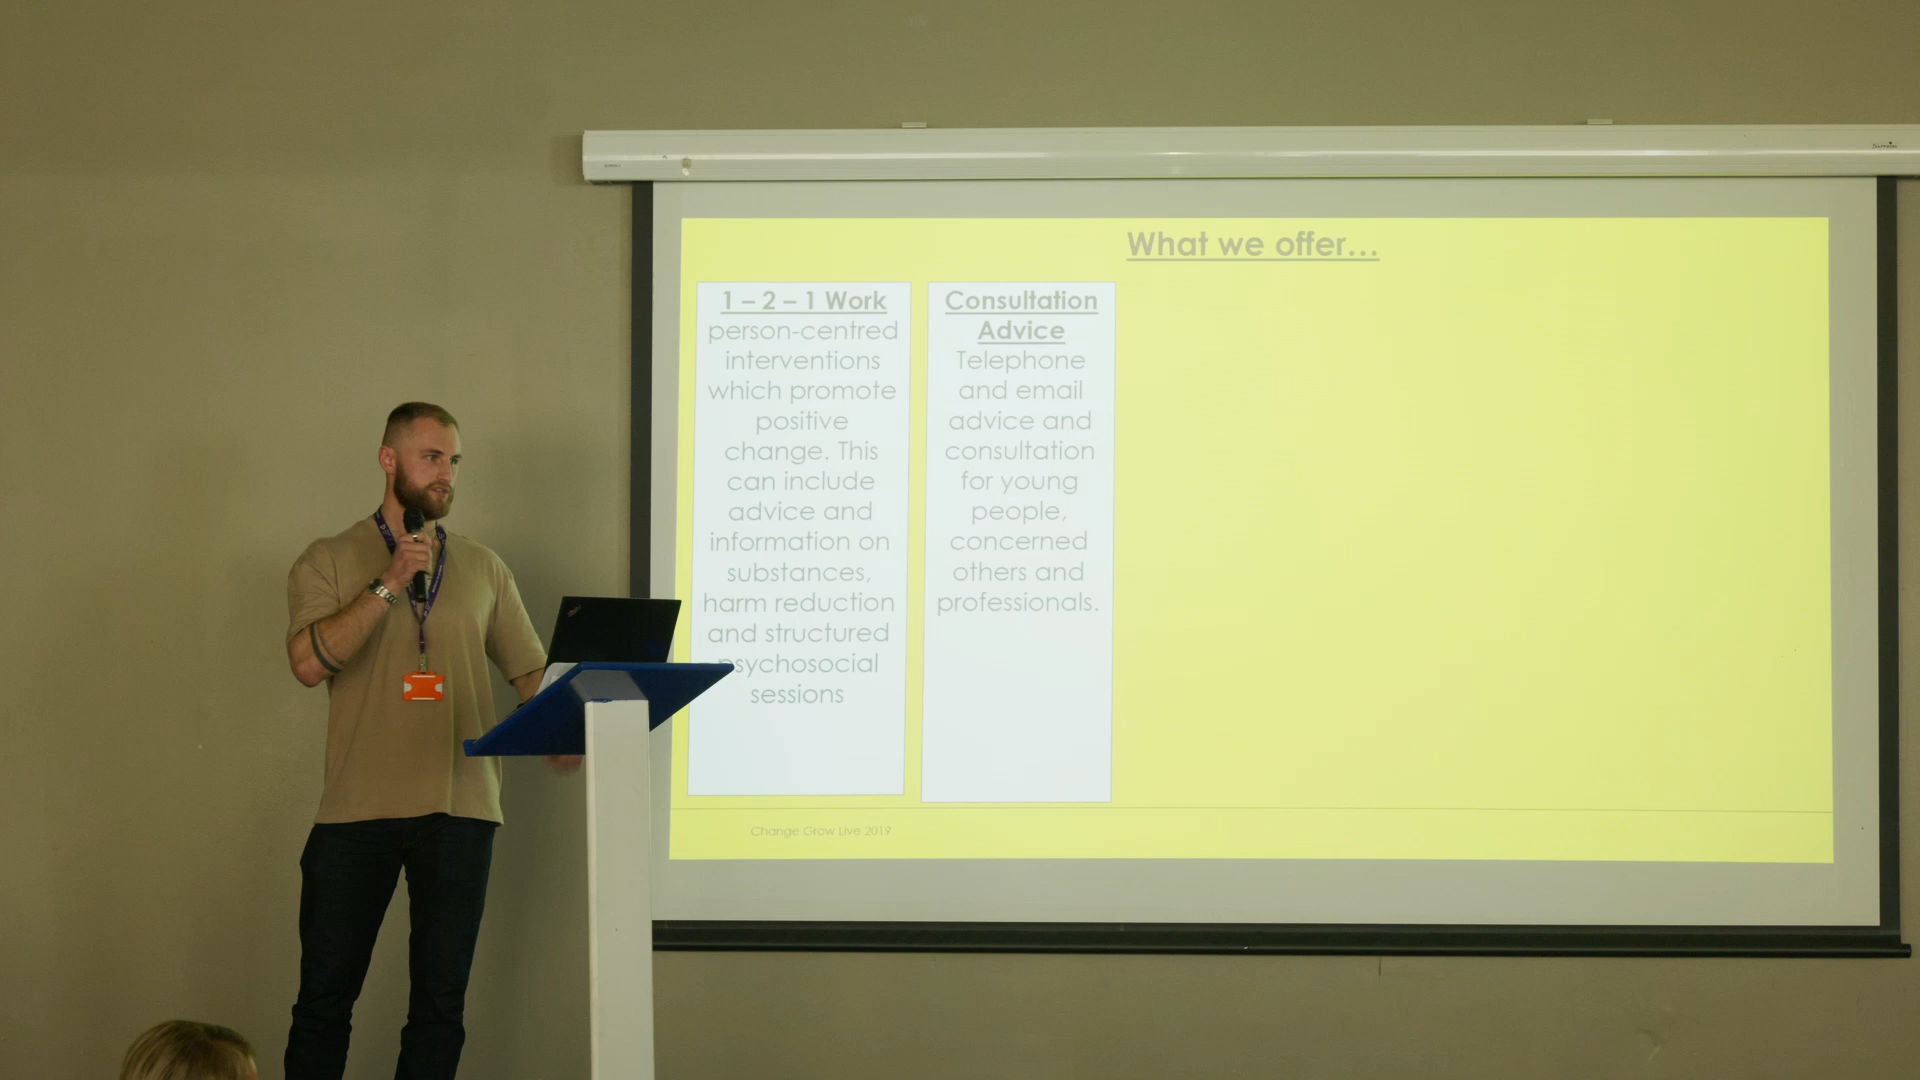 What we offer...
1 – 2 – 1 Work
person-centred
interventions
which promote
positive
change. This
can include
advice and
information on
substances,
harm reduction
and structured
psychosocial
sessions
Consultation
Advice
Telephone
and email
advice and
consultation
for young
people,
concerned
others and
professionals.
Change Grow Live 2019